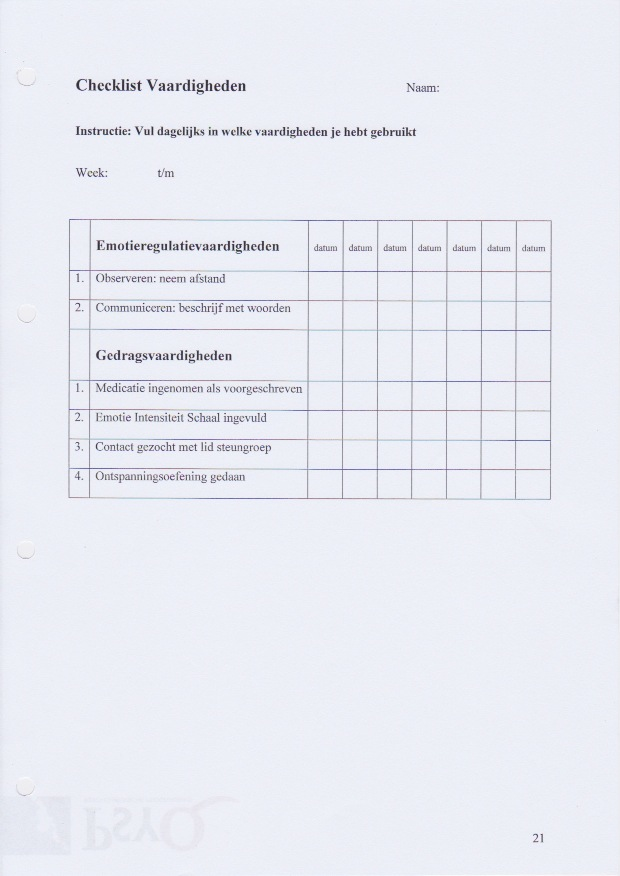 Checklist Vaardigheden Naam:
Instructie: Vul dagelijks in welke vaardigheden je hebt gebruikt
Week: t/m
Emotieregulatievaardigheden datum datum datum datum datum datum datum
1. Observeren: neem afstand
2. Communiceren: beschrijf met woorden
Gedragsvaardigheden
1. Medicatie ingenomen als voorgeschreven
2. Emotie Intensiteit Schaal ingevuld
3. Contact gezocht met lid steungroep
4. Ontspanningsoefening gedaan
PsyQ
21